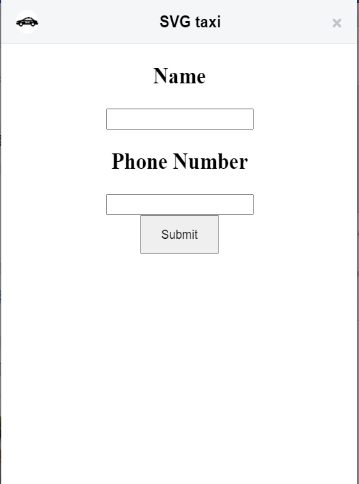 SVG taxi ×
Name
Phone Number
Submit